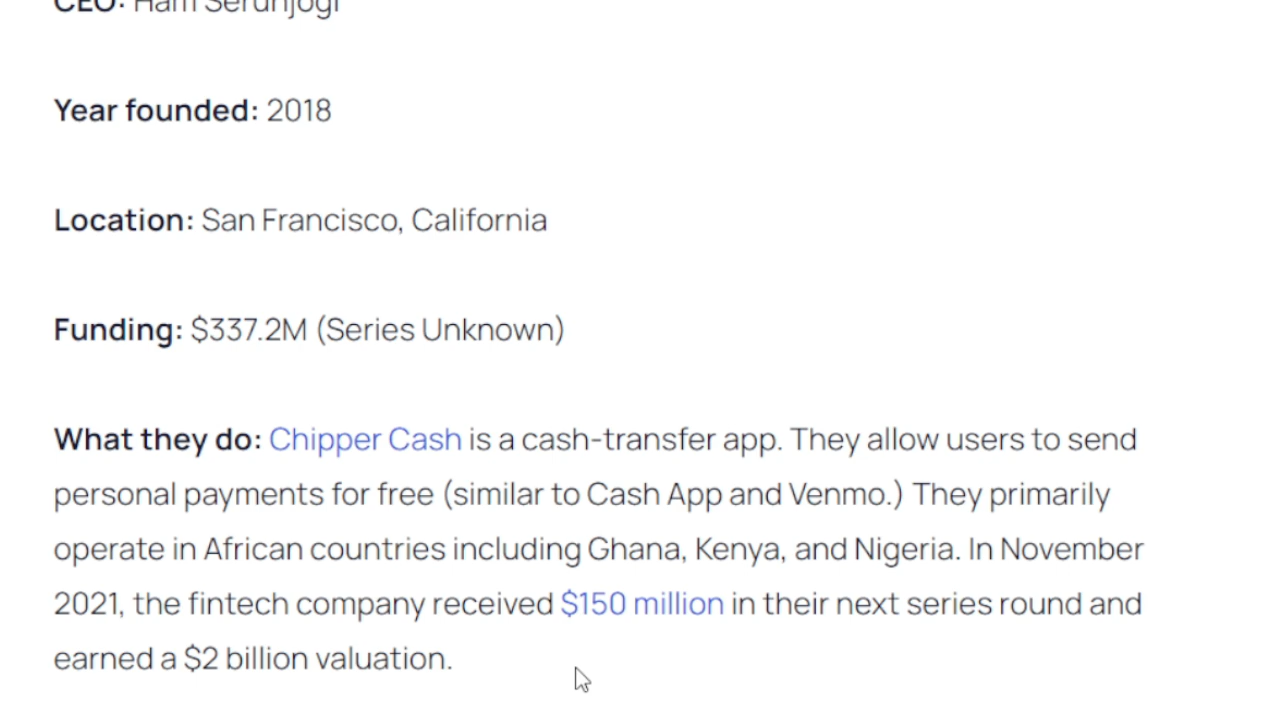 CEO: Ham Serunjogi
Year founded: 2018
Location: San Francisco, California
Funding: $337.2M (Series Unknown)
What they do: Chipper Cash is a cash-transfer app. They allow users to send
personal payments for free (similar to Cash App and Venmo.) They primarily
operate in African countries including Ghana, Kenya, and Nigeria. In November
2021, the fintech company received $150 million in their next series round and
earned a $2 billion valuation.